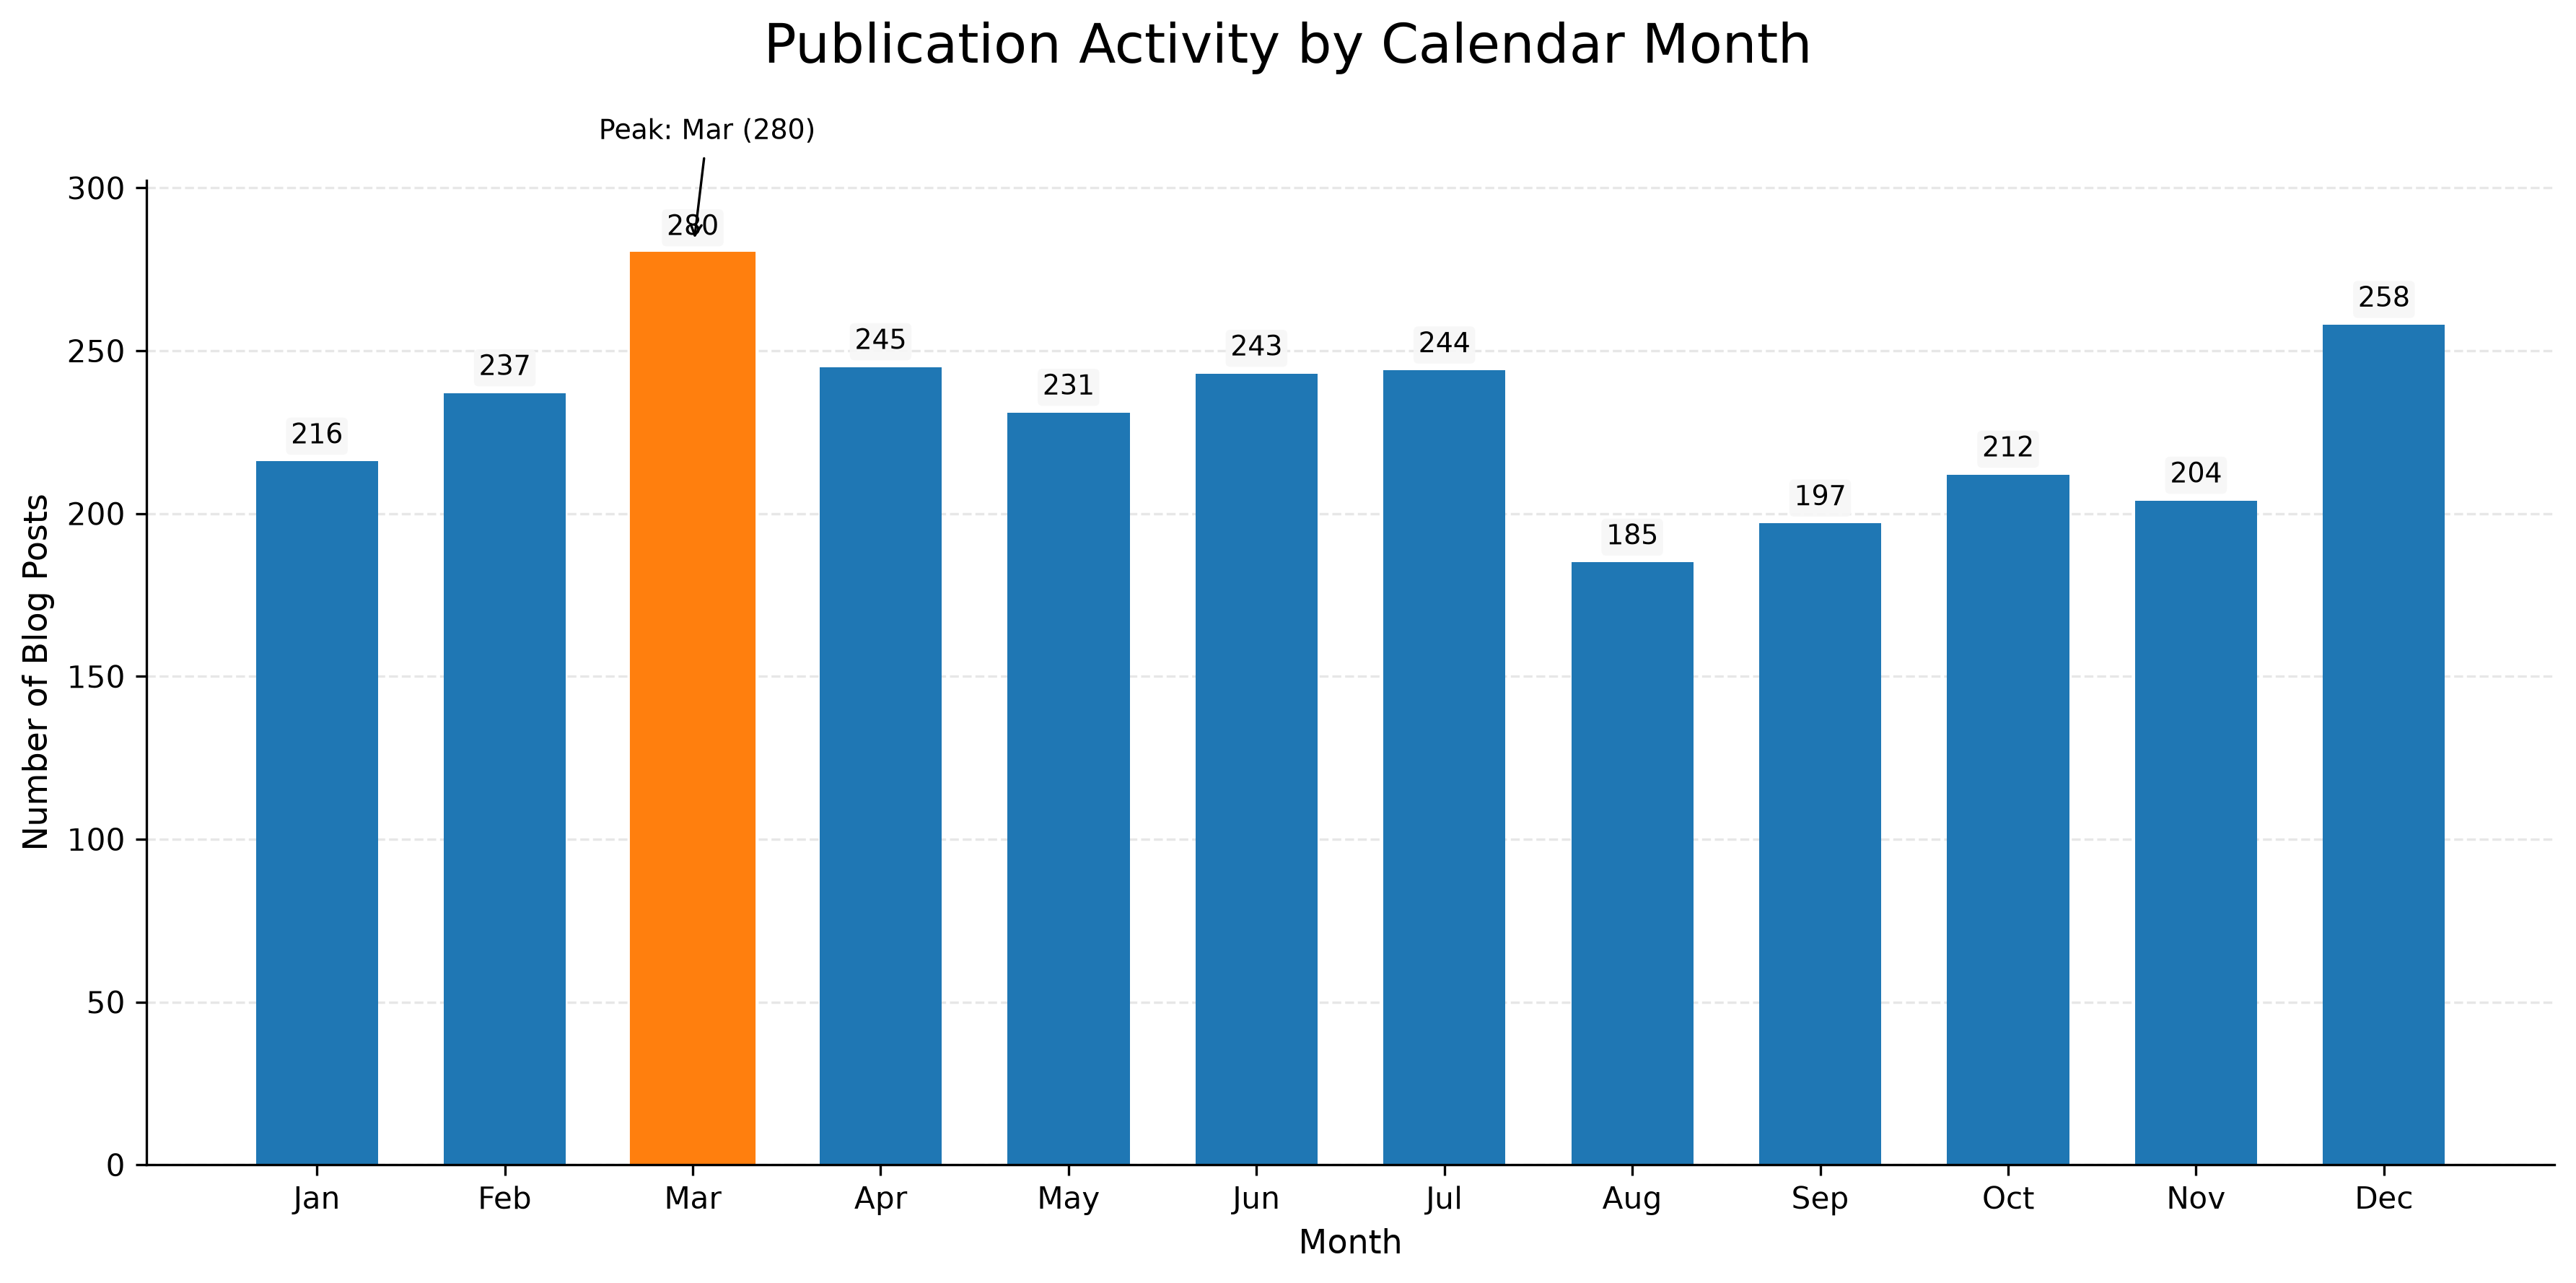 Publication Activity by Calendar Month
Peak: Mar (280)
300
250
200
150
100
50
0
Number of Blog Posts
216
237
280
245
231
243
244
185
197
212
204
258
Jan
Feb
Mar
Apr
May
Jun
Jul
Aug
Sep
Oct
Nov
Dec
Month